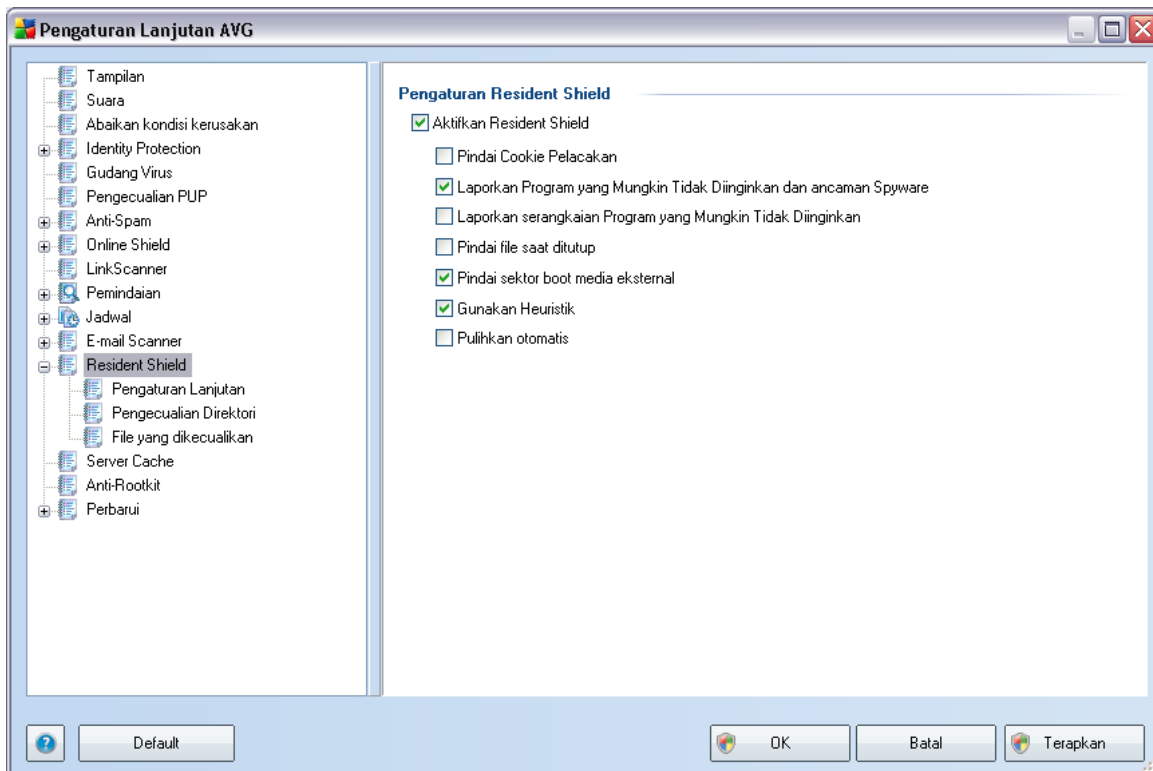 Pengaturan Lanjutan AVG
Tampilan
Suara
Abaikan kondisi kerusakan
Identity Protection
Gudang Virus
Pengecualian PUP
Anti-Spam
Online Shield
LinkScanner
Pemindaian
Jadwal
E-mail Scanner
Resident Shield
Pengaturan Lanjutan
Pengecualian Direktori
File yang dikecualikan
Server Cache
Anti-Rootkit
Perbarui
Pengaturan Resident Shield
Aktifkan Resident Shield
Pindai Cookie Pelacakan
Laporkan Program yang Mungkin Tidak Diinginkan dan ancaman Spyware
Laporkan serangkaian Program yang Mungkin Tidak Diinginkan
Pindai file saat ditutup
Pindai sektor boot media eksternal
Gunakan Heuristik
Pulihkan otomatis
? Default OK Batal Terapkan